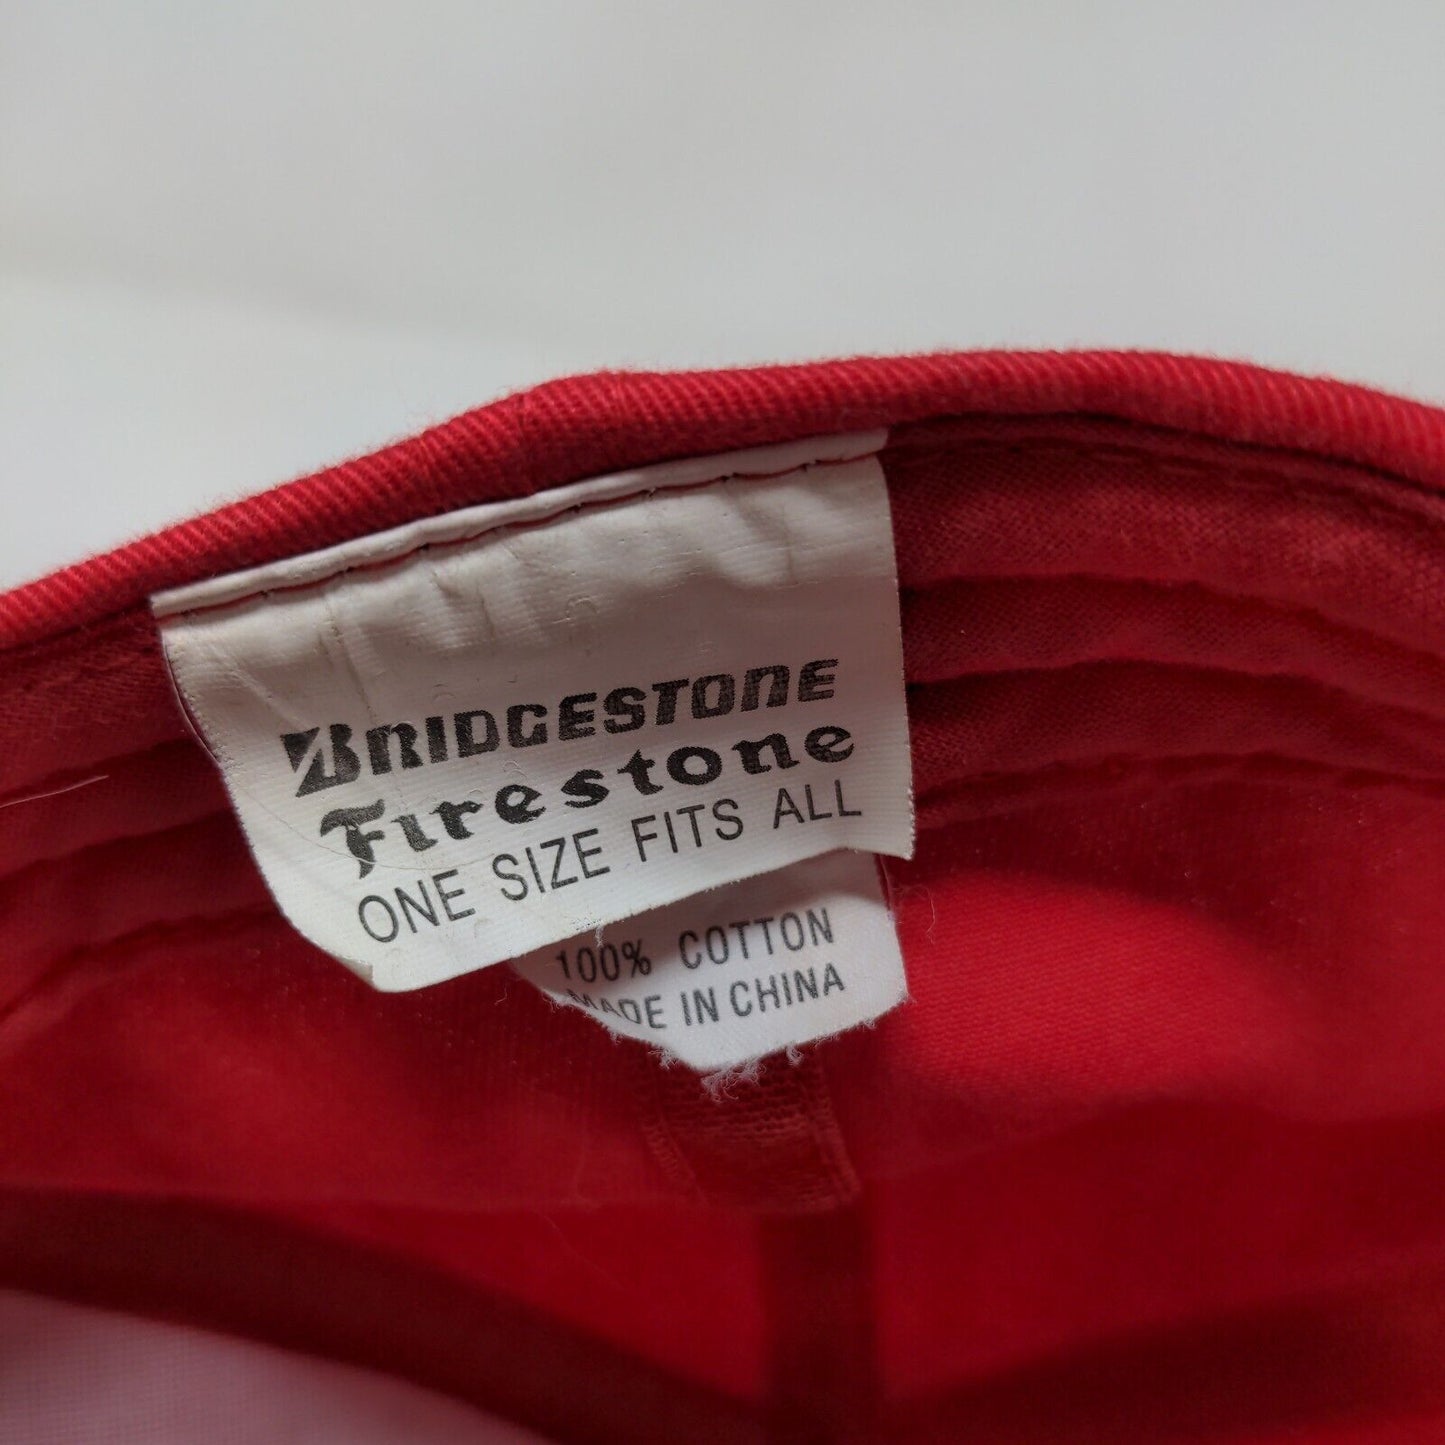 BRIDGESTONE
Firestone
ONE SIZE FITS ALL
100% COTTON
MADE IN CHINA